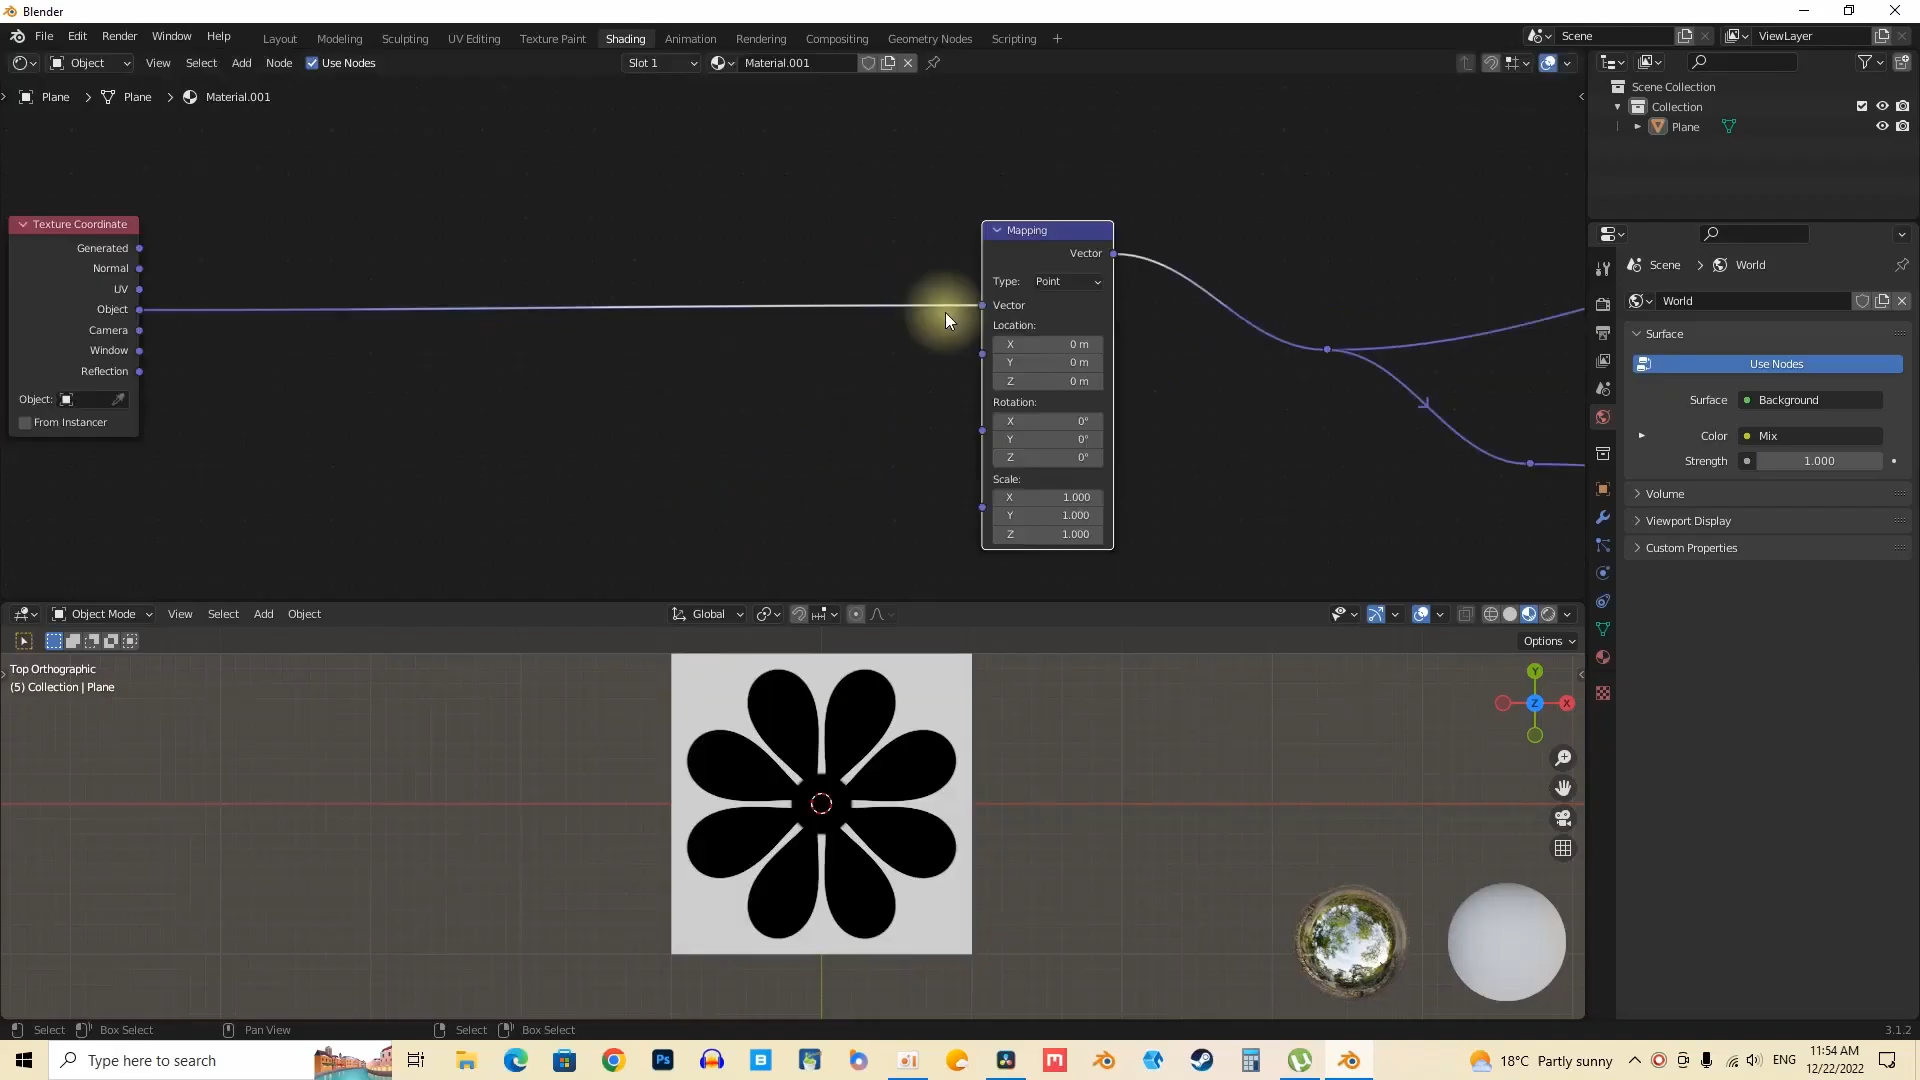 Blender
File Edit Render Window Help
Layout Modeling Sculpting UV Editing Texture Paint Shading Animation Rendering Compositing Geometry Nodes Scripting +
Scene
ViewLayer
Object View Select Add Node Use Nodes
Slot 1
Material.001
Plane > Plane > Material.001
Scene Collection
Collection
Plane
Texture Coordinate
Generated
Normal
UV
Object
Camera
Window
Reflection
Object:
From Instancer
Mapping
Vector
Type: Point
Vector
Location:
X 0 m
Y 0 m
Z 0 m
Rotation:
X 0°
Y 0°
Z 0°
Scale:
X 1.000
Y 1.000
Z 1.000
Scene > World
World
Surface
Use Nodes
Surface Background
Color Mix
Strength 1.000
Volume
Viewport Display
Custom Properties
Object Mode View Select Add Object
Global
Options
Top Orthographic
(5) Collection | Plane
Y
Z
X
Select Box Select Pan View Select Box Select
3.1.2
Type here to search
Ps
18°C Partly sunny
ENG
11:54 AM
12/22/2022